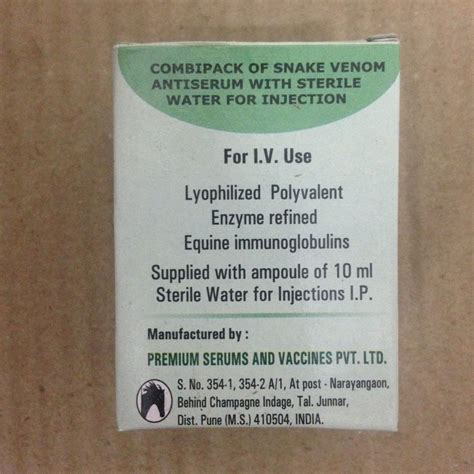 COMBIPACK OF SNAKE VENOM
ANTISERUM WITH STERILE
WATER FOR INJECTION
For I.V. Use
Lyophilized Polyvalent
Enzyme refined
Equine immunoglobulins
Supplied with ampoule of 10 ml
Sterile Water for Injections I.P.
Manufactured by :
PREMIUM SERUMS AND VACCINES PVT. LTD.
S. No. 354-1, 354-2 A/1, At post - Narayangaon,
Behind Champagne Indage, Tal. Junnar,
Dist. Pune (M.S.) 410504, INDIA.